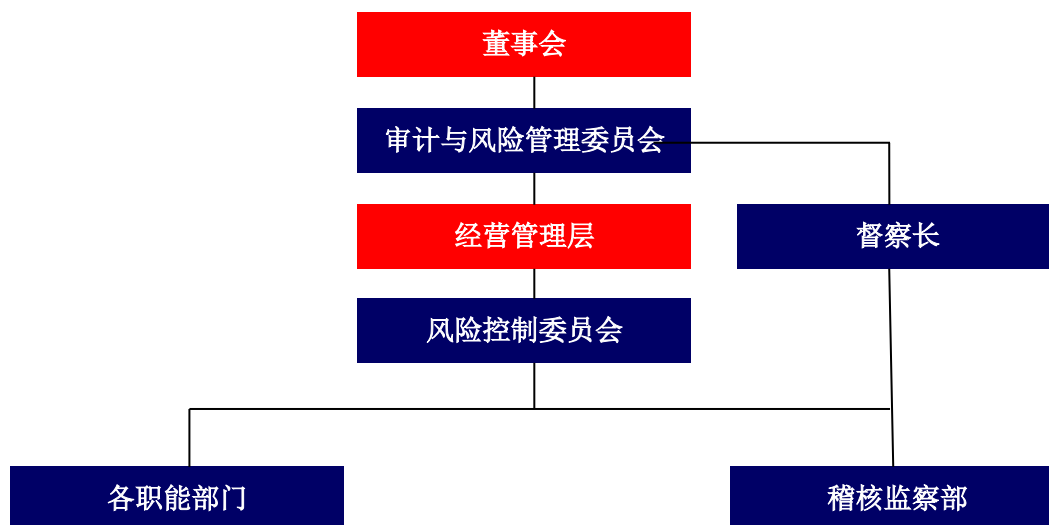 董事会
审计与风险管理委员会
经营管理层
督察长
风险控制委员会
各职能部门
稽核监察部